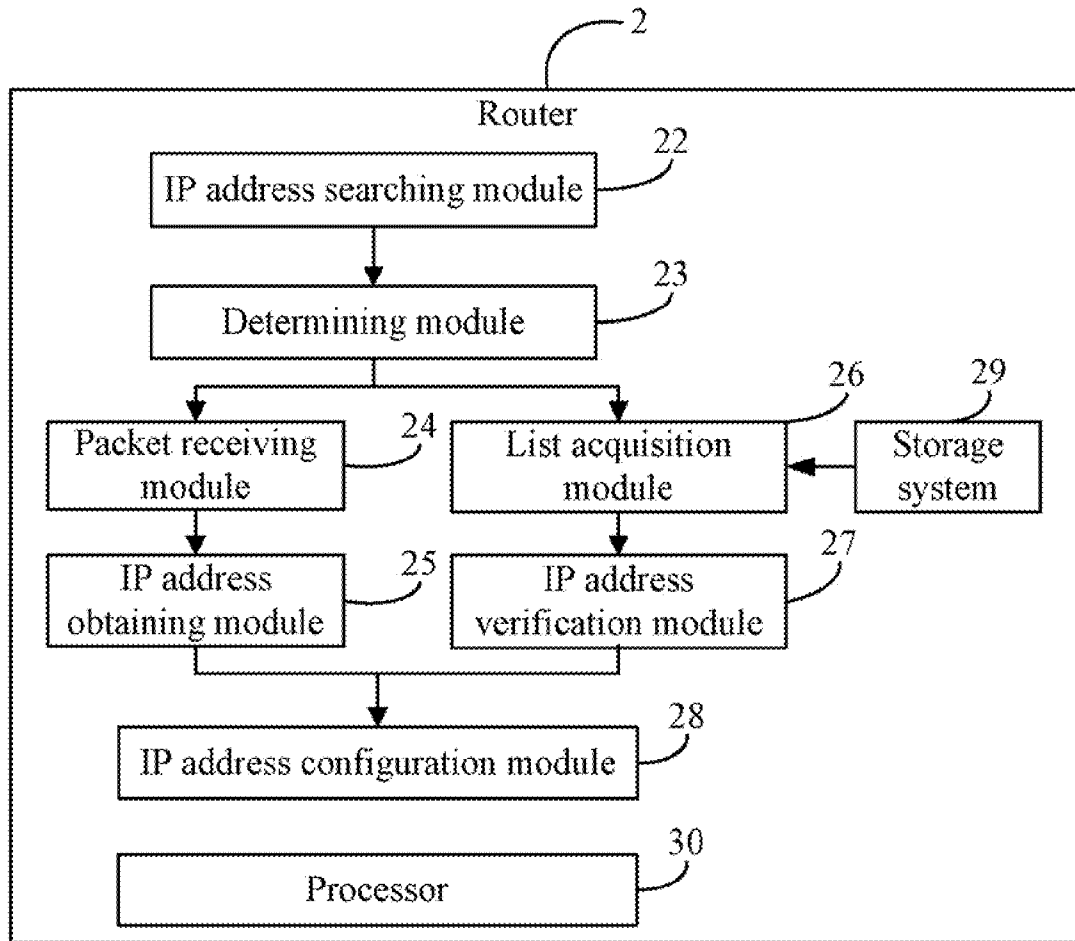 2
Router
22
IP address searching module
23
Determining module
26
29
24
Packet receiving
module
List acquisition
module
Storage
system
25
27
IP address
obtaining module
IP address
verification module
28
IP address configuration module
30
Processor